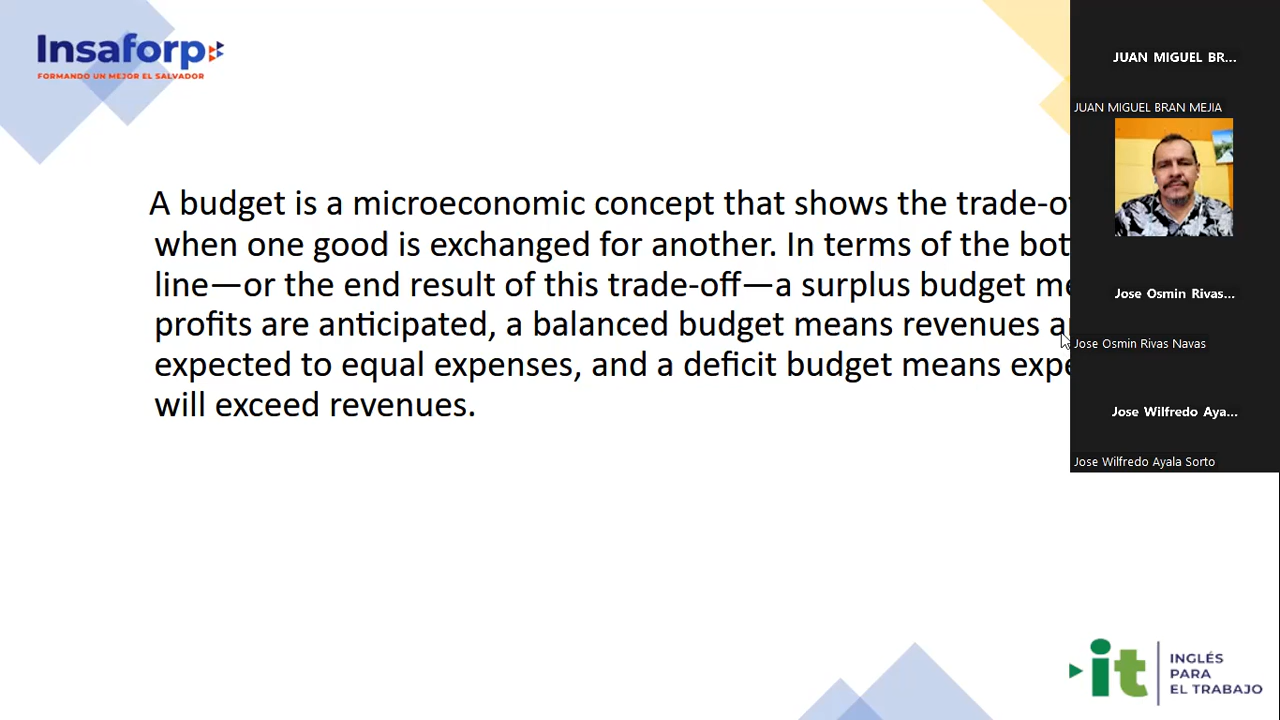 Insaforp
FORMANDO UN MEJOR EL SALVADOR
A budget is a microeconomic concept that shows the
when one good is exchanged for another. In terms of the
line—or the end result of this trade-off—a surplus budget
profits are anticipated, a balanced budget means revenues
expected to equal expenses, and a deficit budget means
will exceed revenues.
JUAN MIGUEL BR...
JUAN MIGUEL BRAN MEJIA
Jose Osmin Rivas...
Jose Osmin Rivas Navas
Jose Wilfredo Aya...
Jose Wilfredo Ayala Sorto
it
INGLÉS
PARA
EL TRABAJO